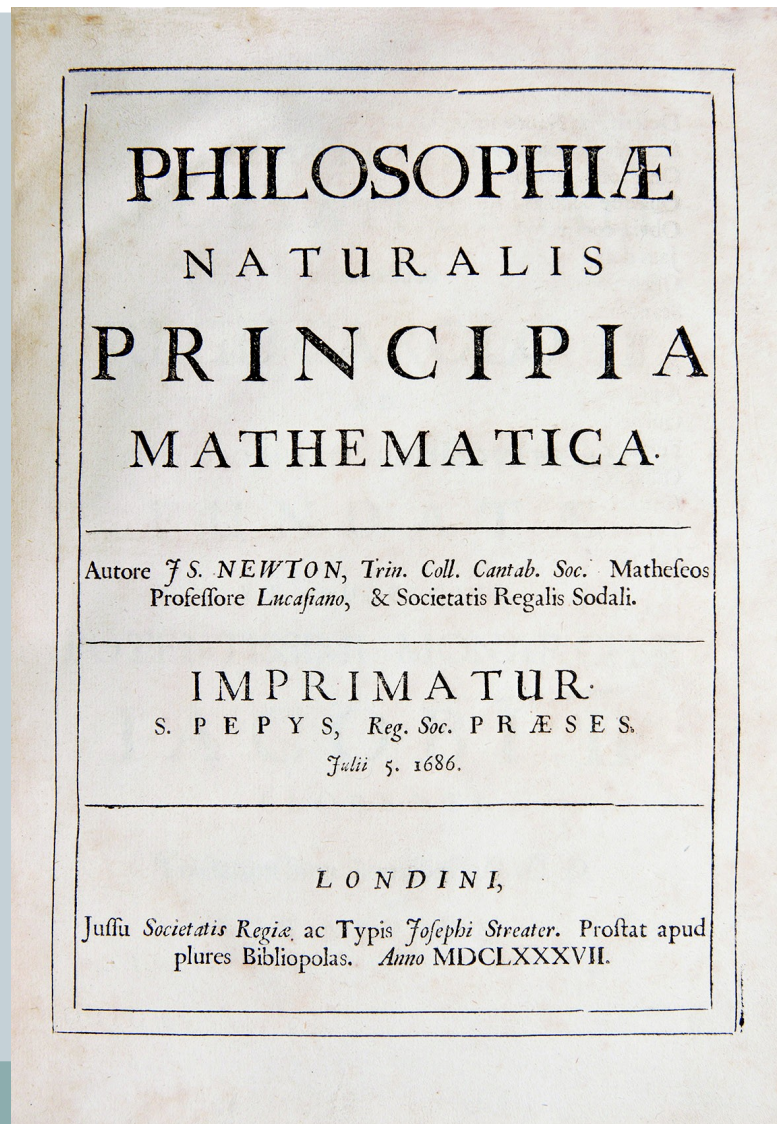 PHILOSOPHIÆ
NATURALIS
PRINCIPIA
MATHEMATICA.
Autore JS. NEWTON, Trin. Coll. Cantab. Soc. Matheſeos
Profeſſore Lucaſiano, & Societatis Regalis Sodali.
IMPRIMATUR.
S. PEPYS, Reg. Soc. PRÆSES.
Julii 5. 1686.
LONDINI,
Juſſu Societatis Regiæ ac Typis Joſephi Streater. Proſtat apud
plures Bibliopolas. Anno MDCLXXXVII.